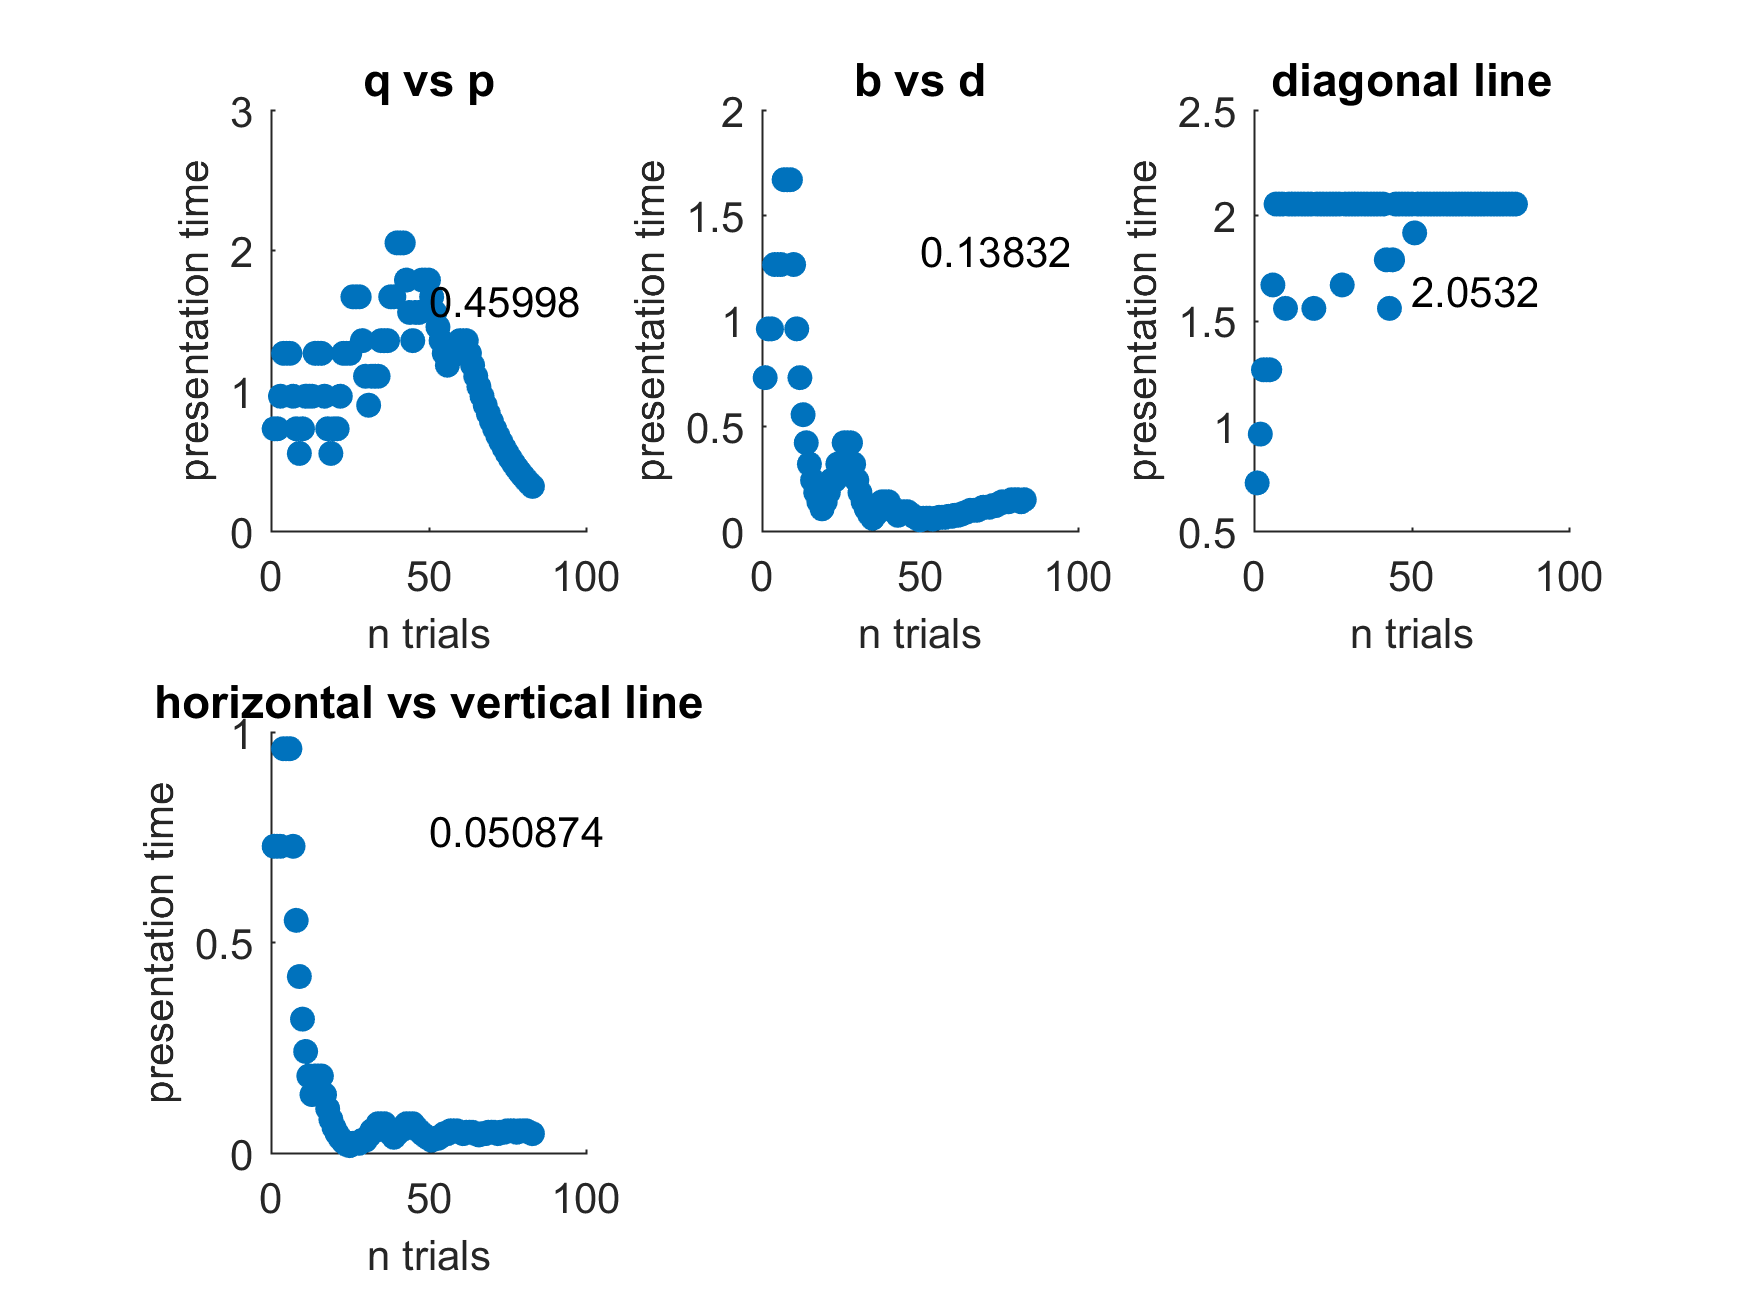 q vs p
3
2
1
0
presentation time
0.45998
0 50 100
n trials
b vs d
2
1.5
1
0.5
0
presentation time
0.13832
0 50 100
n trials
diagonal line
2.5
2
1.5
1
0.5
presentation time
2.0532
0 50 100
n trials
horizontal vs vertical line
1
0.5
0
presentation time
0.050874
0 50 100
n trials